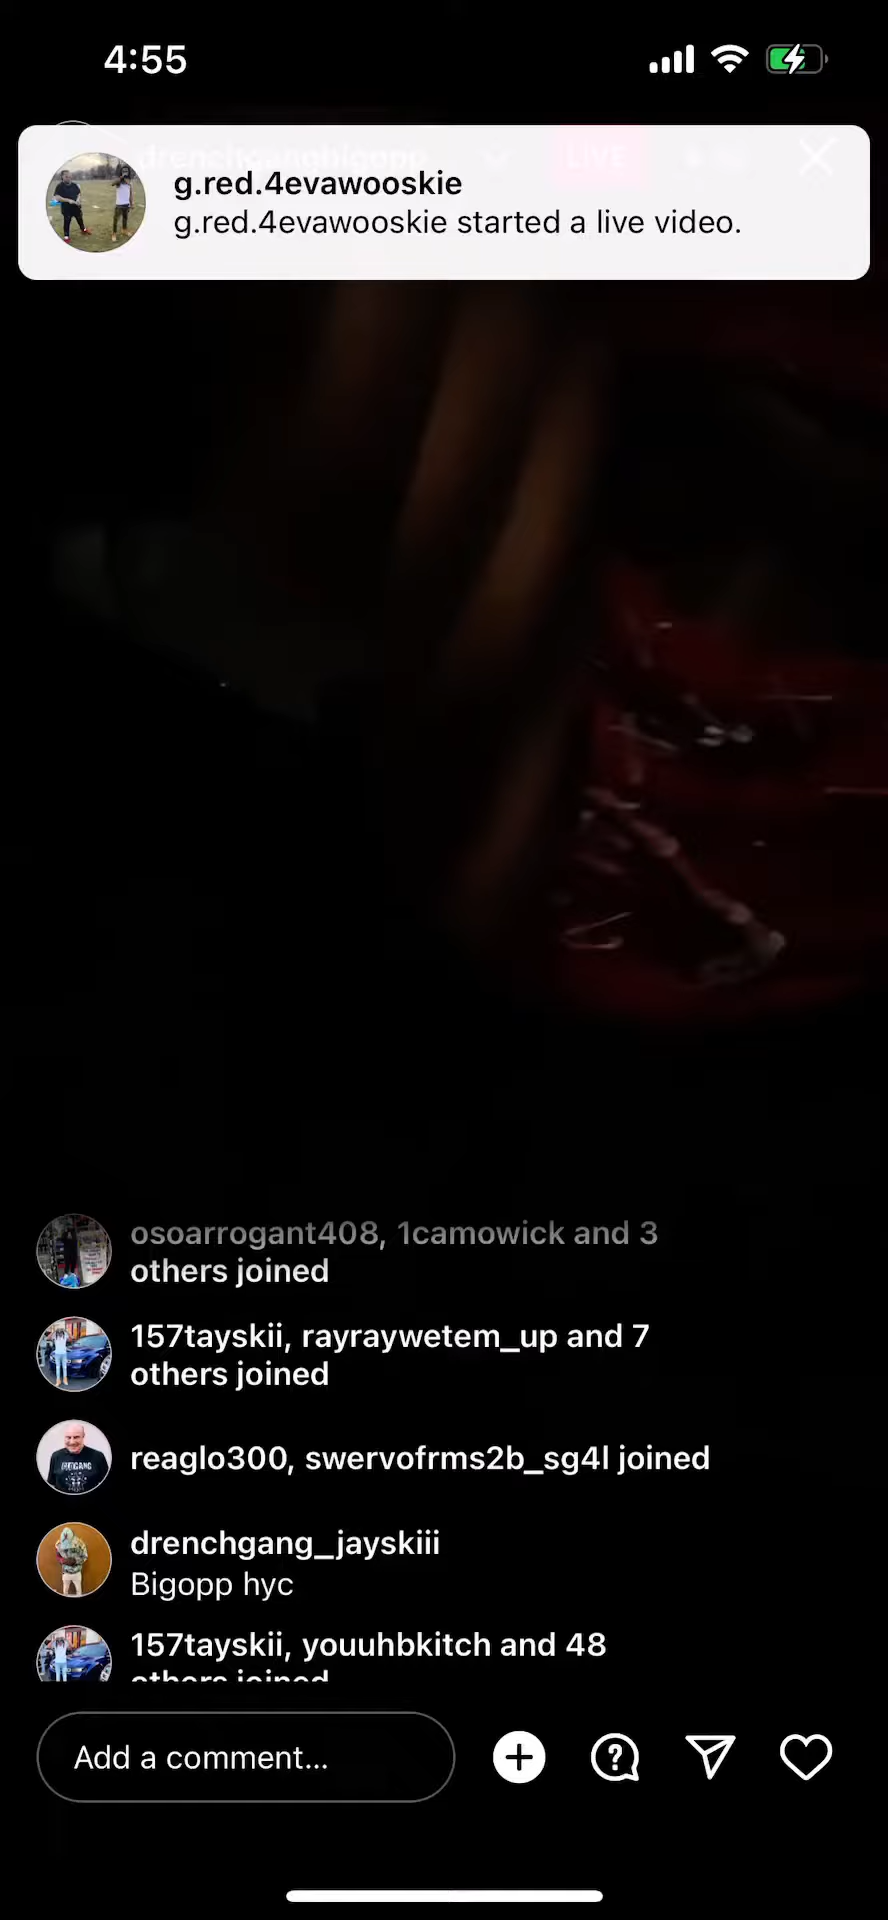 4:55
g.red.4evawooskie
g.red.4evawooskie started a live video.
LIVE
osoarrogant408, 1camowick and 3
others joined
157tayskii, rayraywetem_up and 7
others joined
reaglo300, swervofrms2b_sg4l joined
drenchgang_jayskiii
Bigopp hyc
157tayskii, youuhbkitch and 48
others joined
Add a comment...